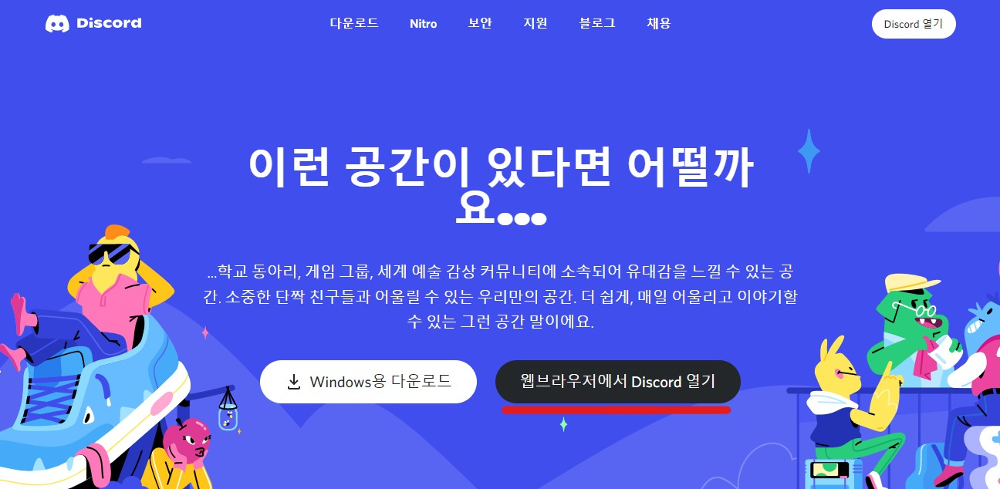 Discord
다운로드 Nitro 보안 지원 블로그 채용
Discord 열기
이런 공간이 있다면 어떨까
요...
...학교 동아리, 게임 그룹, 세계 예술 감상 커뮤니티에 소속되어 유대감을 느낄 수 있는 공
간. 소중한 단짝 친구들과 어울릴 수 있는 우리만의 공간. 더 쉽게, 매일 어울리고 이야기할
수 있는 그런 공간 말이에요.
Windows용 다운로드
웹브라우저에서 Discord 열기